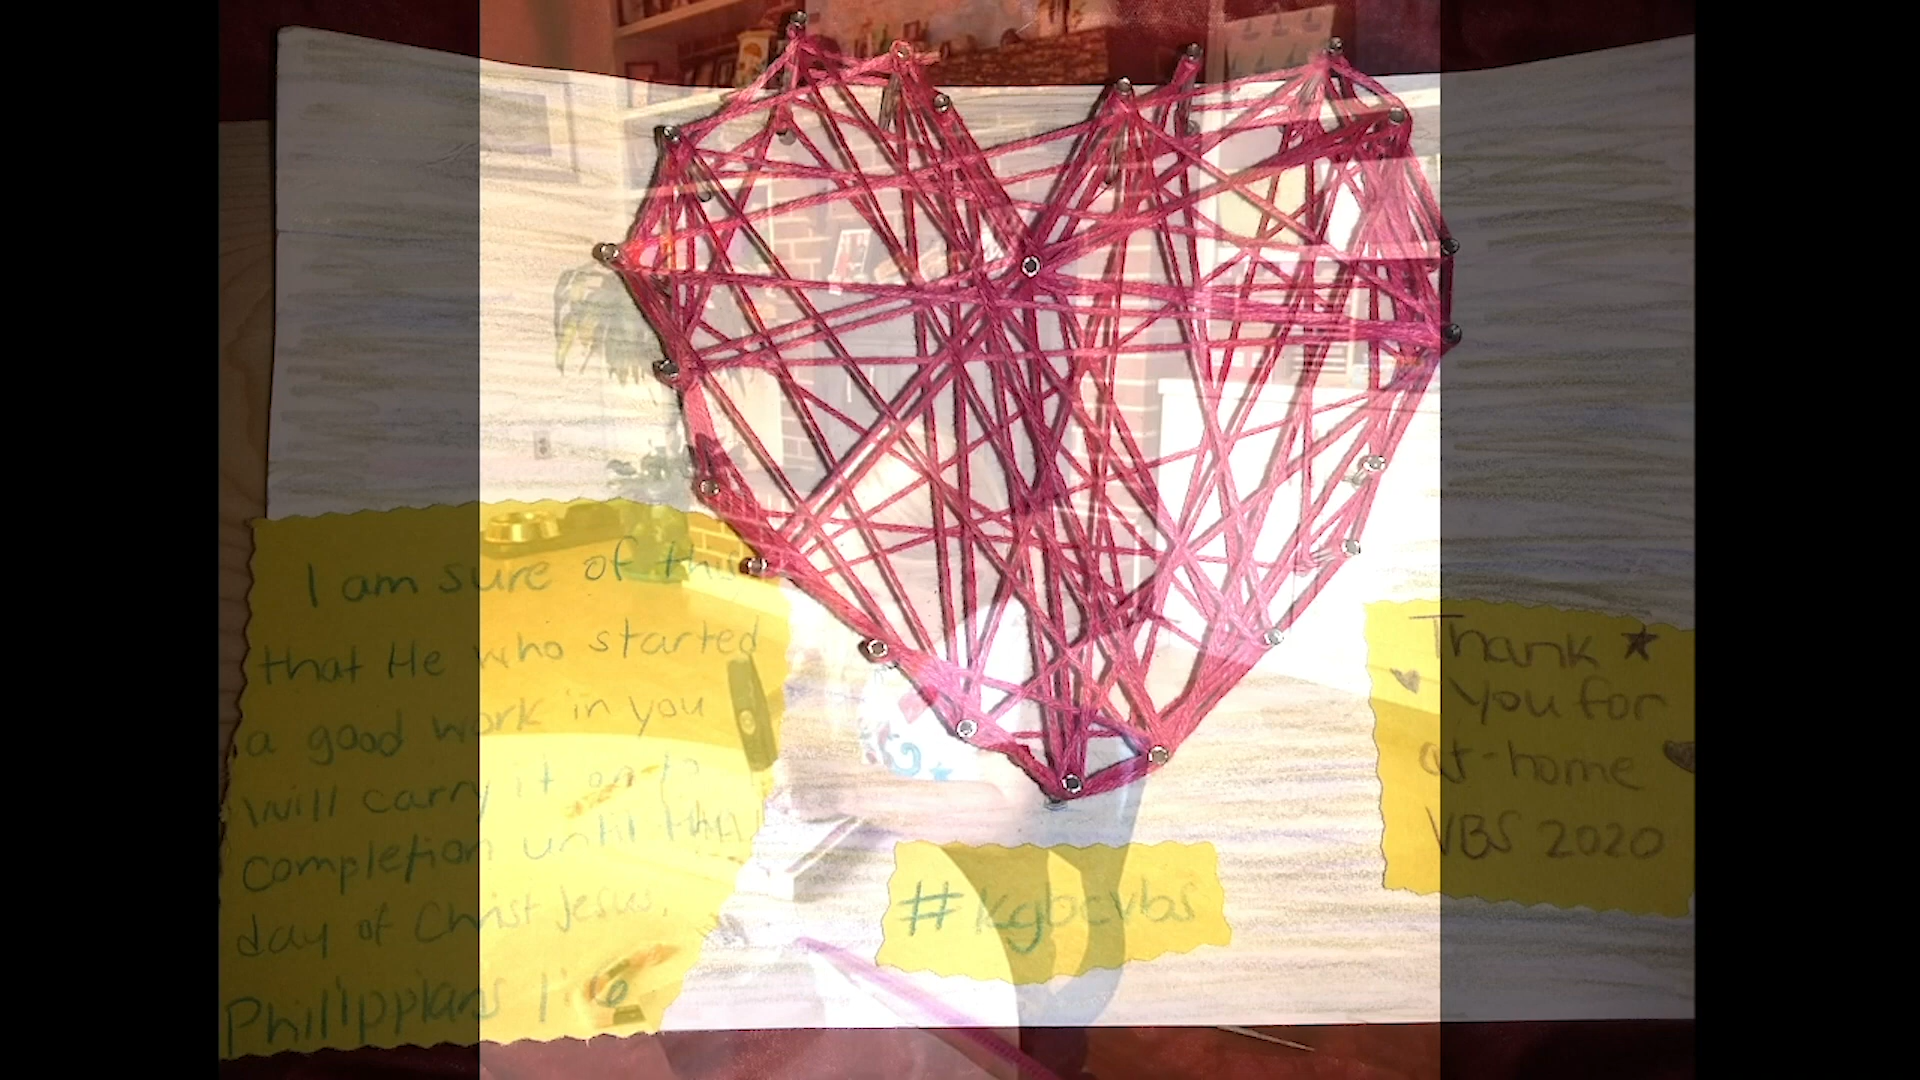 I am sure of this
that He who started
a good work in you
will carry it on to
completion until the
day of Christ Jesus.
Philippians 1:6
#kgbcvbs
Thank
you for
at-home
VBS 2020